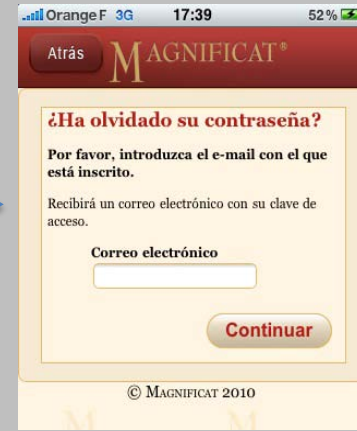 Orange F 3G 17:39 52%
Atrás MAGNIFICAT®
¿Ha olvidado su contraseña?
Por favor, introduzca el e-mail con el que
está inscrito.
Recibirá un correo electrónico con su clave de
acceso.
Correo electrónico
Continuar
© MAGNIFICAT 2010
M M